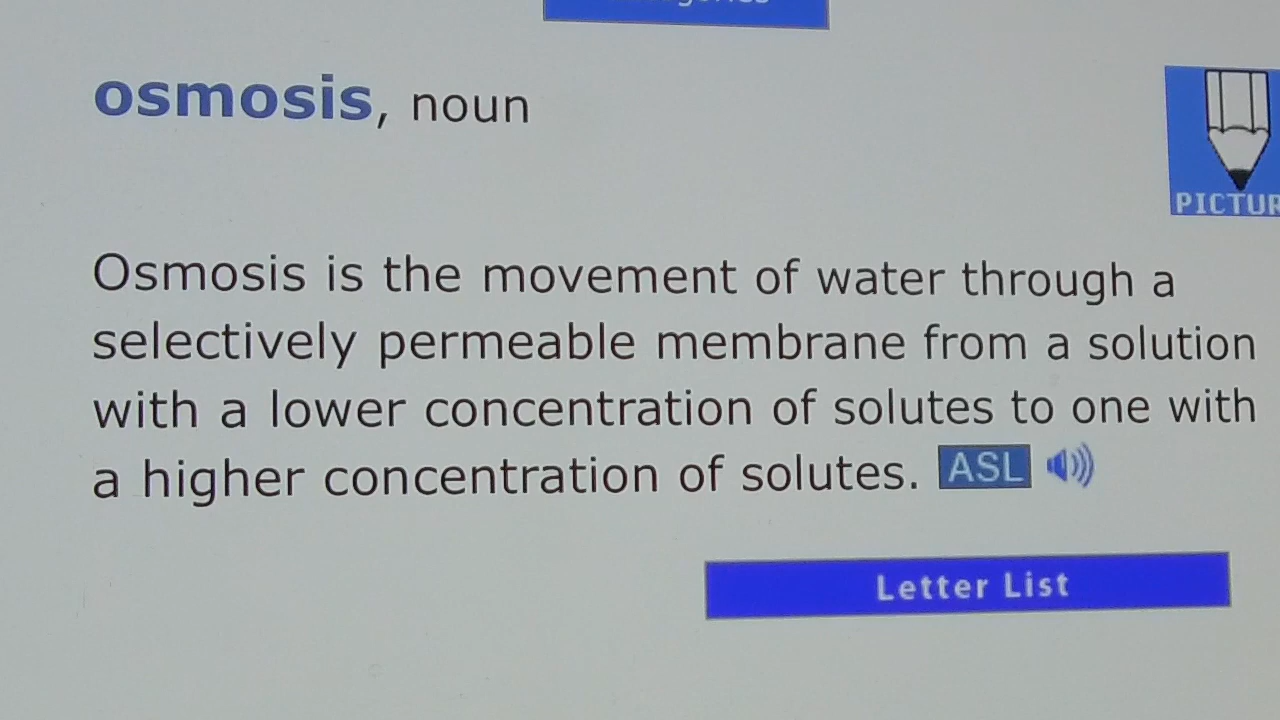 osmosis, noun
Osmosis is the movement of water through a
selectively permeable membrane from a solution
with a lower concentration of solutes to one with
a higher concentration of solutes. ASL
Letter List